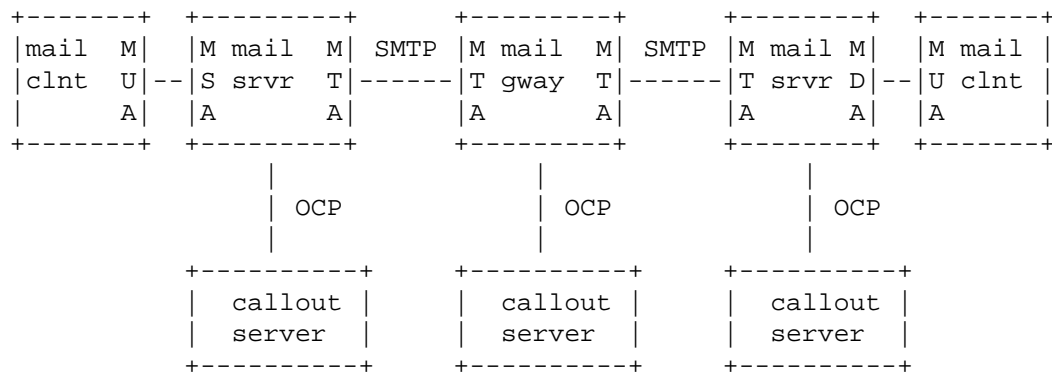 +-------+  +---------+      +---------+      +--------+  +-------+
|mail  M|  |M mail  M| SMTP |M mail  M| SMTP |M mail M|  |M mail |
|clnt  U|--|S srvr  T|------|T gway  T|------|T srvr D|--|U clnt |
|      A|  |A       A|      |A       A|      |A      A|  |A      |
+-------+  +---------+      +---------+      +--------+  +-------+
                |                |                |
                | OCP            | OCP            | OCP
                |                |                |
           +----------+     +----------+     +----------+
           |  callout |     |  callout |     |  callout |
           |  server  |     |  server  |     |  server  |
           +----------+     +----------+     +----------+